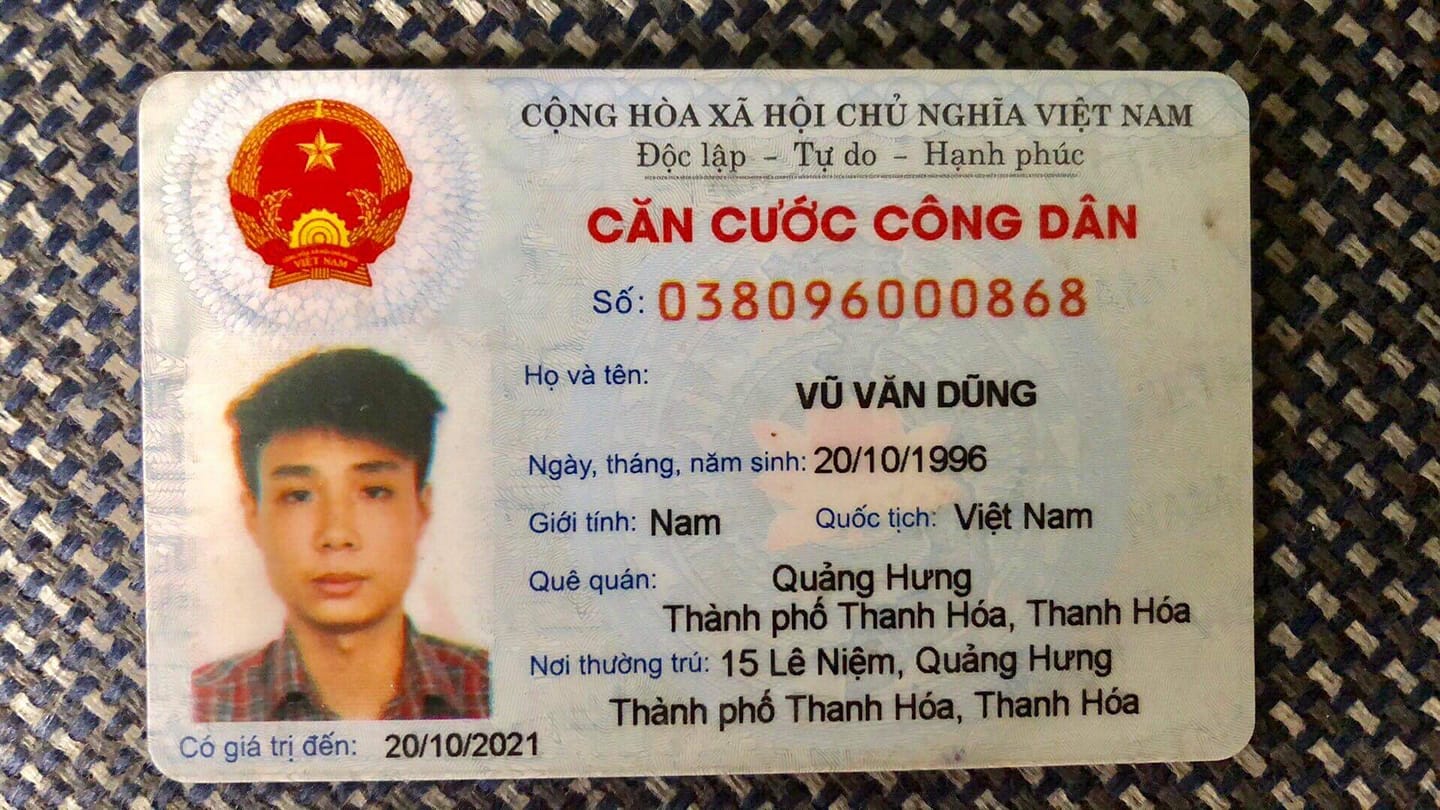 CỘNG HÒA XÃ HỘI CHỦ NGHĨA VIỆT NAM
Độc lập - Tự do - Hạnh phúc
CĂN CƯỚC CÔNG DÂN
Số: 038096000868
Họ và tên: VŨ VĂN DŨNG
Ngày, tháng, năm sinh: 20/10/1996
Giới tính: Nam Quốc tịch: Việt Nam
Quê quán: Quảng Hưng
Thành phố Thanh Hóa, Thanh Hóa
Nơi thường trú: 15 Lê Niệm, Quảng Hưng
Thành phố Thanh Hóa, Thanh Hóa
Có giá trị đến: 20/10/2021
VIỆT NAM